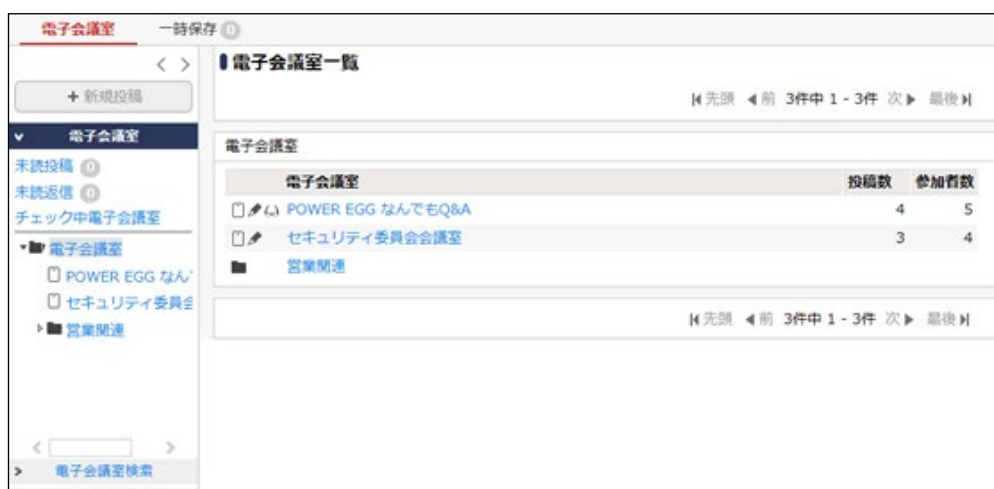 電子会議室 一時保存 0
電子会議室一覧
+ 新規投稿
先頭 前 3件中 1 - 3件 次 最後
電子会議室
電子会議室
未読投稿 0
未読返信 0
チェック中電子会議室
電子会議室
POWER EGG なん
セキュリティ委員会
営業関連
電子会議室 投稿数 参加者数
POWER EGG なんでもQ&A 4 5
セキュリティ委員会会議室 3 4
営業関連
先頭 前 3件中 1 - 3件 次 最後
電子会議室検索